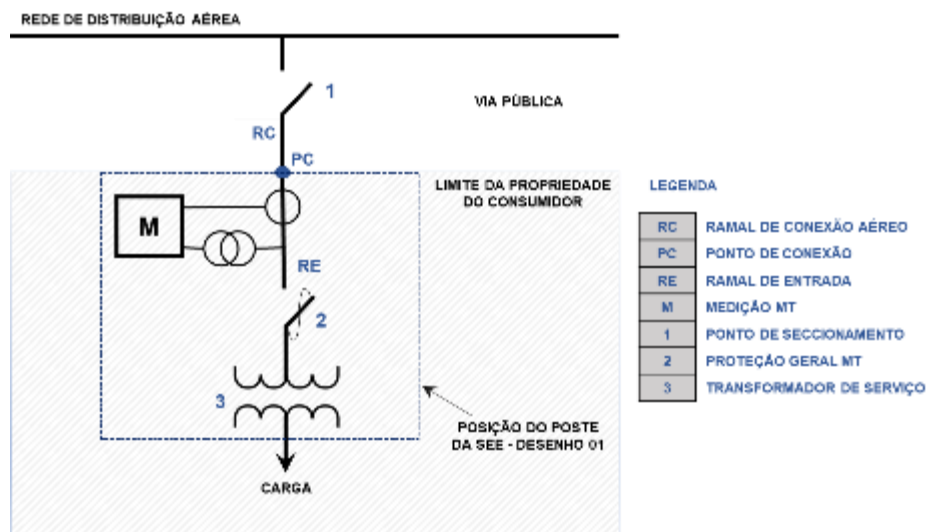 REDE DE DISTRIBUIÇÃO AÉREA
1
VIA PÚBLICA
RC
PC
LIMITE DA PROPRIEDADE
DO CONSUMIDOR
M
RE
2
3
POSIÇÃO DO POSTE
DA SEE - DESENHO 01
CARGA
LEGENDA
RC RAMAL DE CONEXÃO AÉREO
PC PONTO DE CONEXÃO
RE RAMAL DE ENTRADA
M MEDIÇÃO MT
1 PONTO DE SECCIONAMENTO
2 PROTEÇÃO GERAL MT
3 TRANSFORMADOR DE SERVIÇO